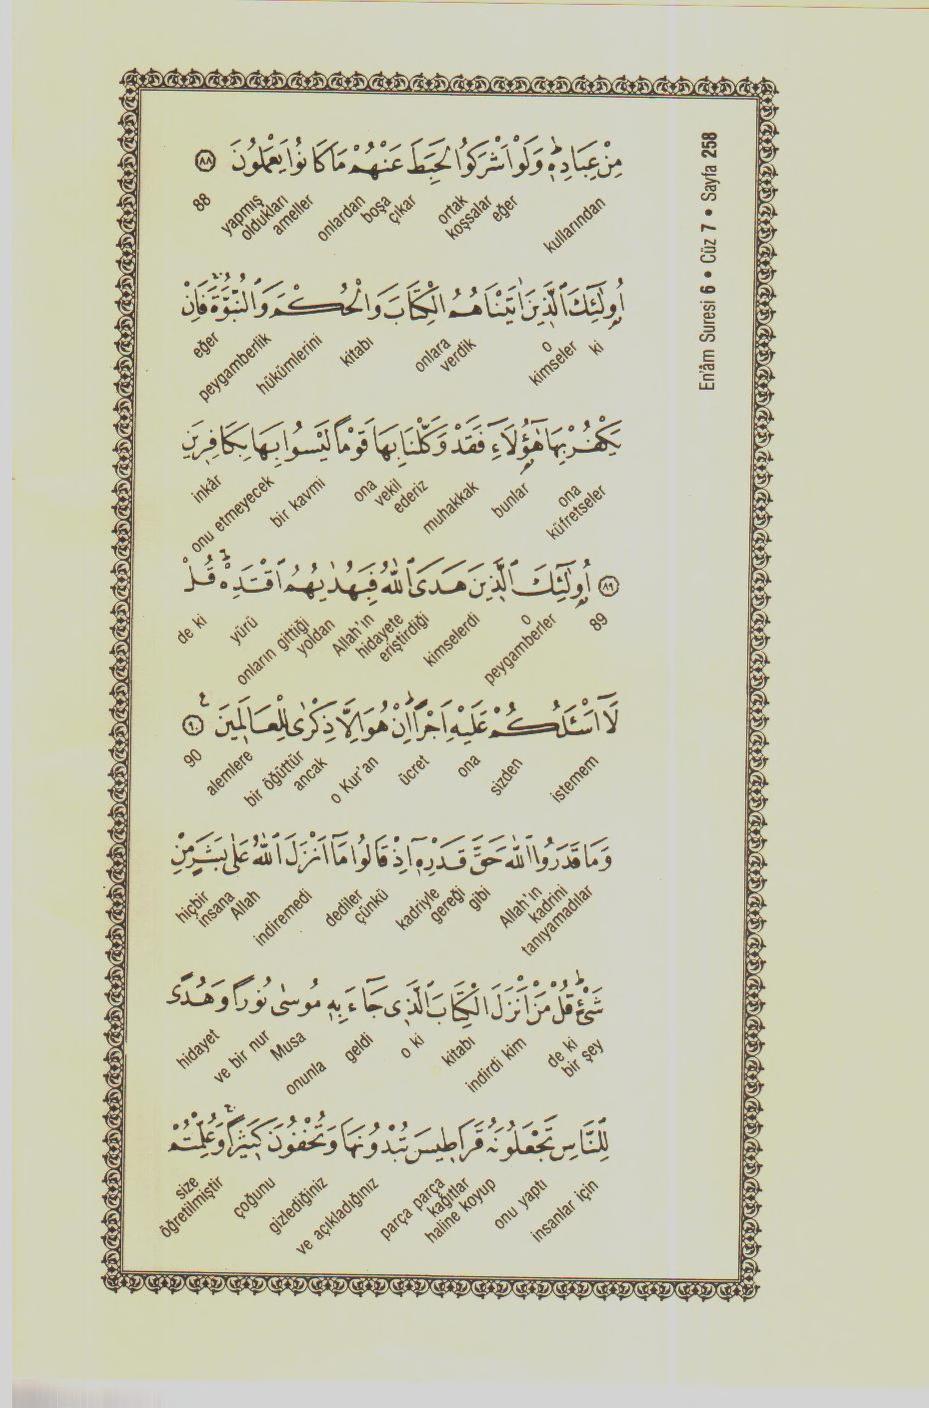 En'âm Suresi 6 • Cüz 7 • Sayfa 258
مِنْ عِبَادِهٖ وَلَوْ اَشْرَكُوا لَحَبِطَ عَنْهُمْ مَا كَانُوا يَعْمَلُونَ ﴿٨٨﴾
kullarından eğer ortak koşsalar çıkar boşa onlardan ameller yapmış oldukları 88
اُولٰٓئِكَ الَّذٖينَ اٰتَيْنَاهُمُ الْكِتَابَ وَالْحُكْمَ وَالنُّبُوَّةَ فَاِنْ
ki o kimseler onlara verdik kitabı hükümlerini peygamberlik eğer
يَكْفُرْ بِهَا هٰٓؤُلَٓاءِ فَقَدْ وَكَّلْنَا بِهَا قَوْمًا لَيْسُوا بِهَا بِكَافِرٖينَ
ona küfretseler bunlar muhakkak vekil ederiz ona bir kavmi onu etmeyecek inkâr
﴿٨٩﴾ اُولٰٓئِكَ الَّذٖينَ هَدَى اللّٰهُ فَبِهُدٰيهُمُ اقْتَدِهْ قُلْ
89 o peygamberler kimselerdi Allah'ın hidayete eriştirdiği onların gittiği yoldan yürü de ki
لَٓا اَسْئَلُكُمْ عَلَيْهِ اَجْرًا اِنْ هُوَ اِلَّا ذِكْرٰى لِلْعَالَمٖينَ ﴿٩٠﴾
istemem sizden ona ücret o Kur'an ancak bir öğüttür alemlere 90
وَمَا قَدَرُوا اللّٰهَ حَقَّ قَدْرِهٖٓ اِذْ قَالُوا مَٓا اَنْزَلَ اللّٰهُ عَلٰى بَشَرٍ مِنْ
Allah'ın kadrini tanıyamadılar gibi kadriyle gereği çünkü dediler indiremedi Allah insana hiçbir
شَیْءٍ قُلْ مَنْ اَنْزَلَ الْكِتَابَ الَّذٖى جَٓاءَ بِهٖ مُوسٰى نُورًا وَهُدًى
bir şey de ki indirdi kim kitabı o ki geldi onunla Musa ve bir nur hidayet
لِلنَّاسِ تَجْعَلُونَهُ قَرَاطٖيسَ تُبْدُونَهَا وَتُخْفُونَ كَثٖيرًا وَعُلِّمْتُمْ
insanlar için onu yaptı parça parça kağıtlar haline koyup ve açıkladığınız gizlediğiniz çoğunu size öğretilmiştir